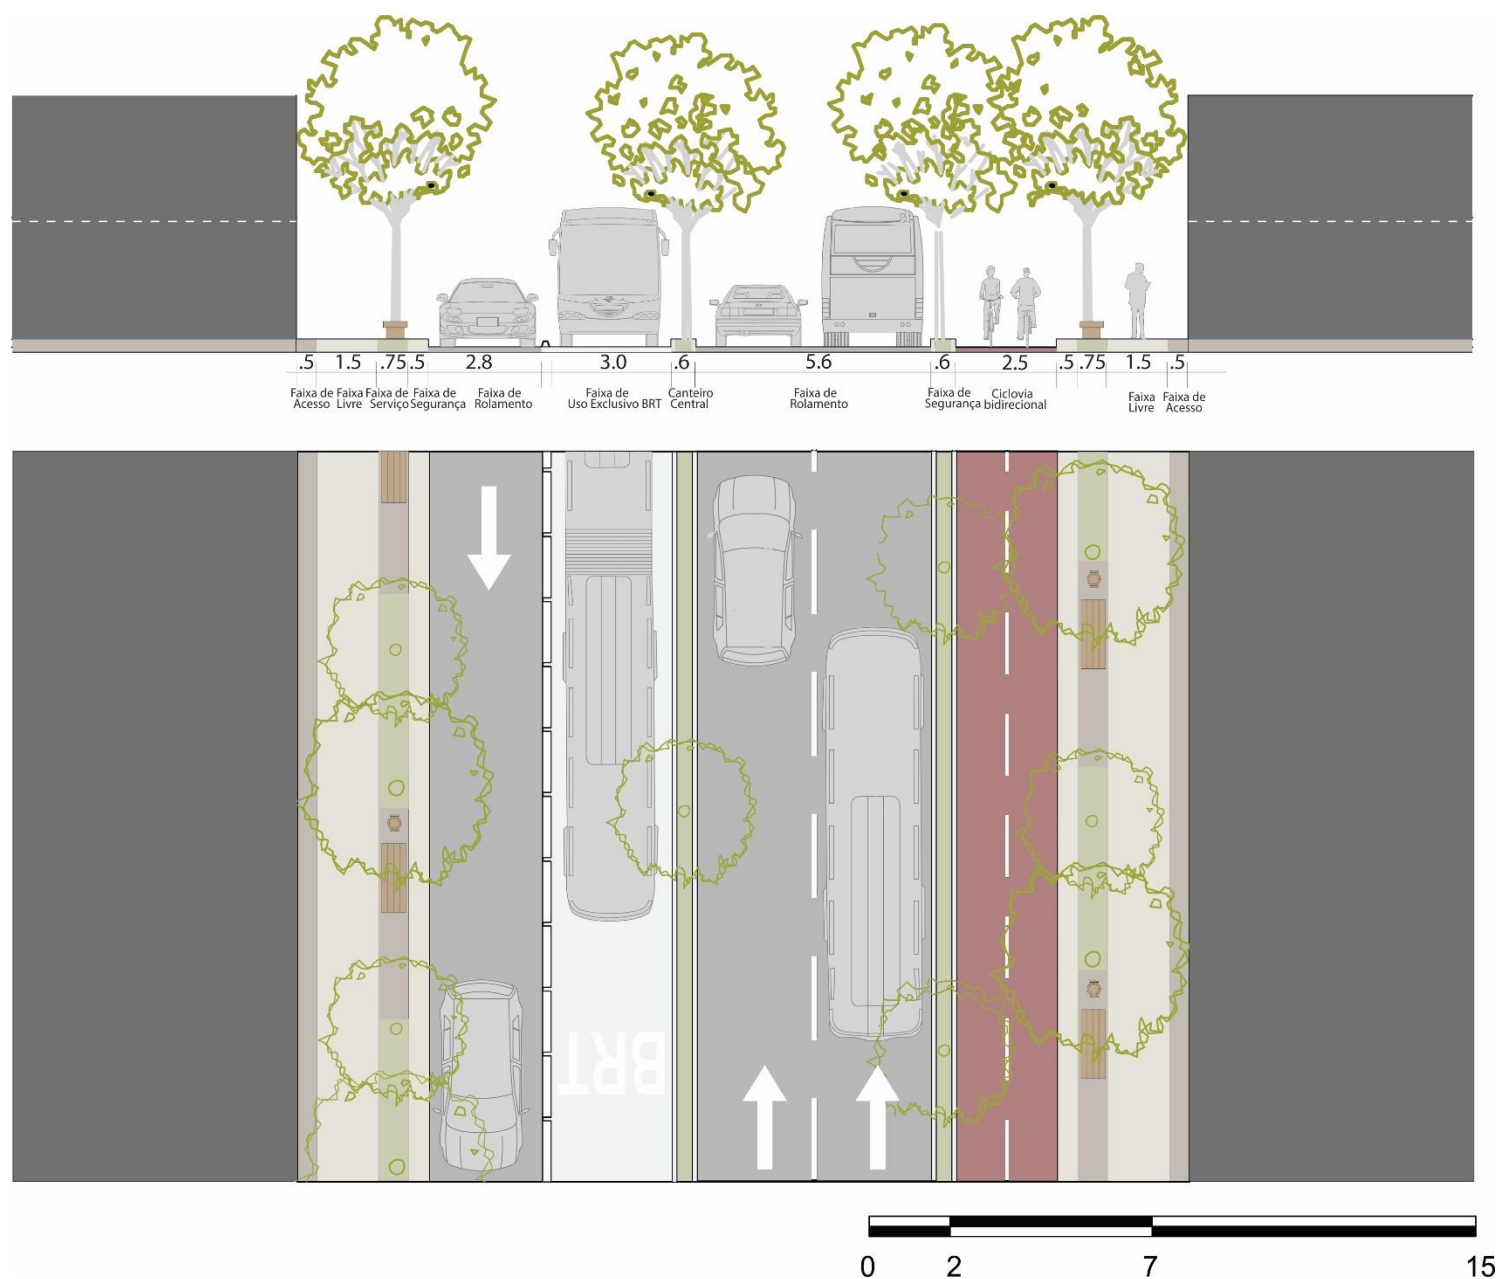 .5 1.5 .75 .5 2.8 3.0 .6 5.6 .6 2.5 .5 .75 1.5 .5
Faixa de Acesso
Faixa Livre
Faixa de Serviço
Faixa de Segurança
Faixa de Rolamento
Faixa de Uso Exclusivo BRT
Canteiro Central
Faixa de Rolamento
Faixa de Segurança
Ciclovia bidirecional
Faixa Livre
Faixa de Acesso
BRT
0 2 7 15